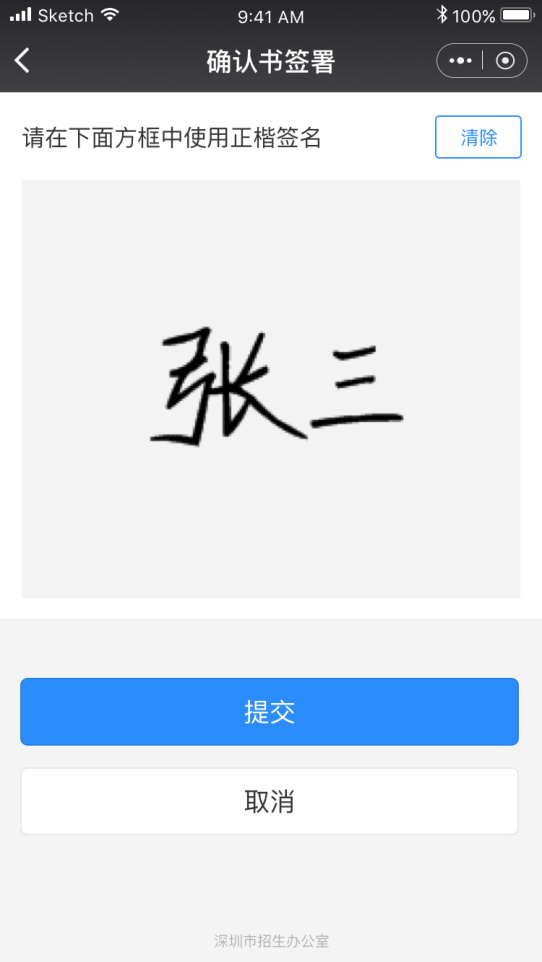 Sketch 9:41 AM 100%
确认书签署
请在下面方框中使用正楷签名 清除
张三
提交
取消
深圳市招生办公室